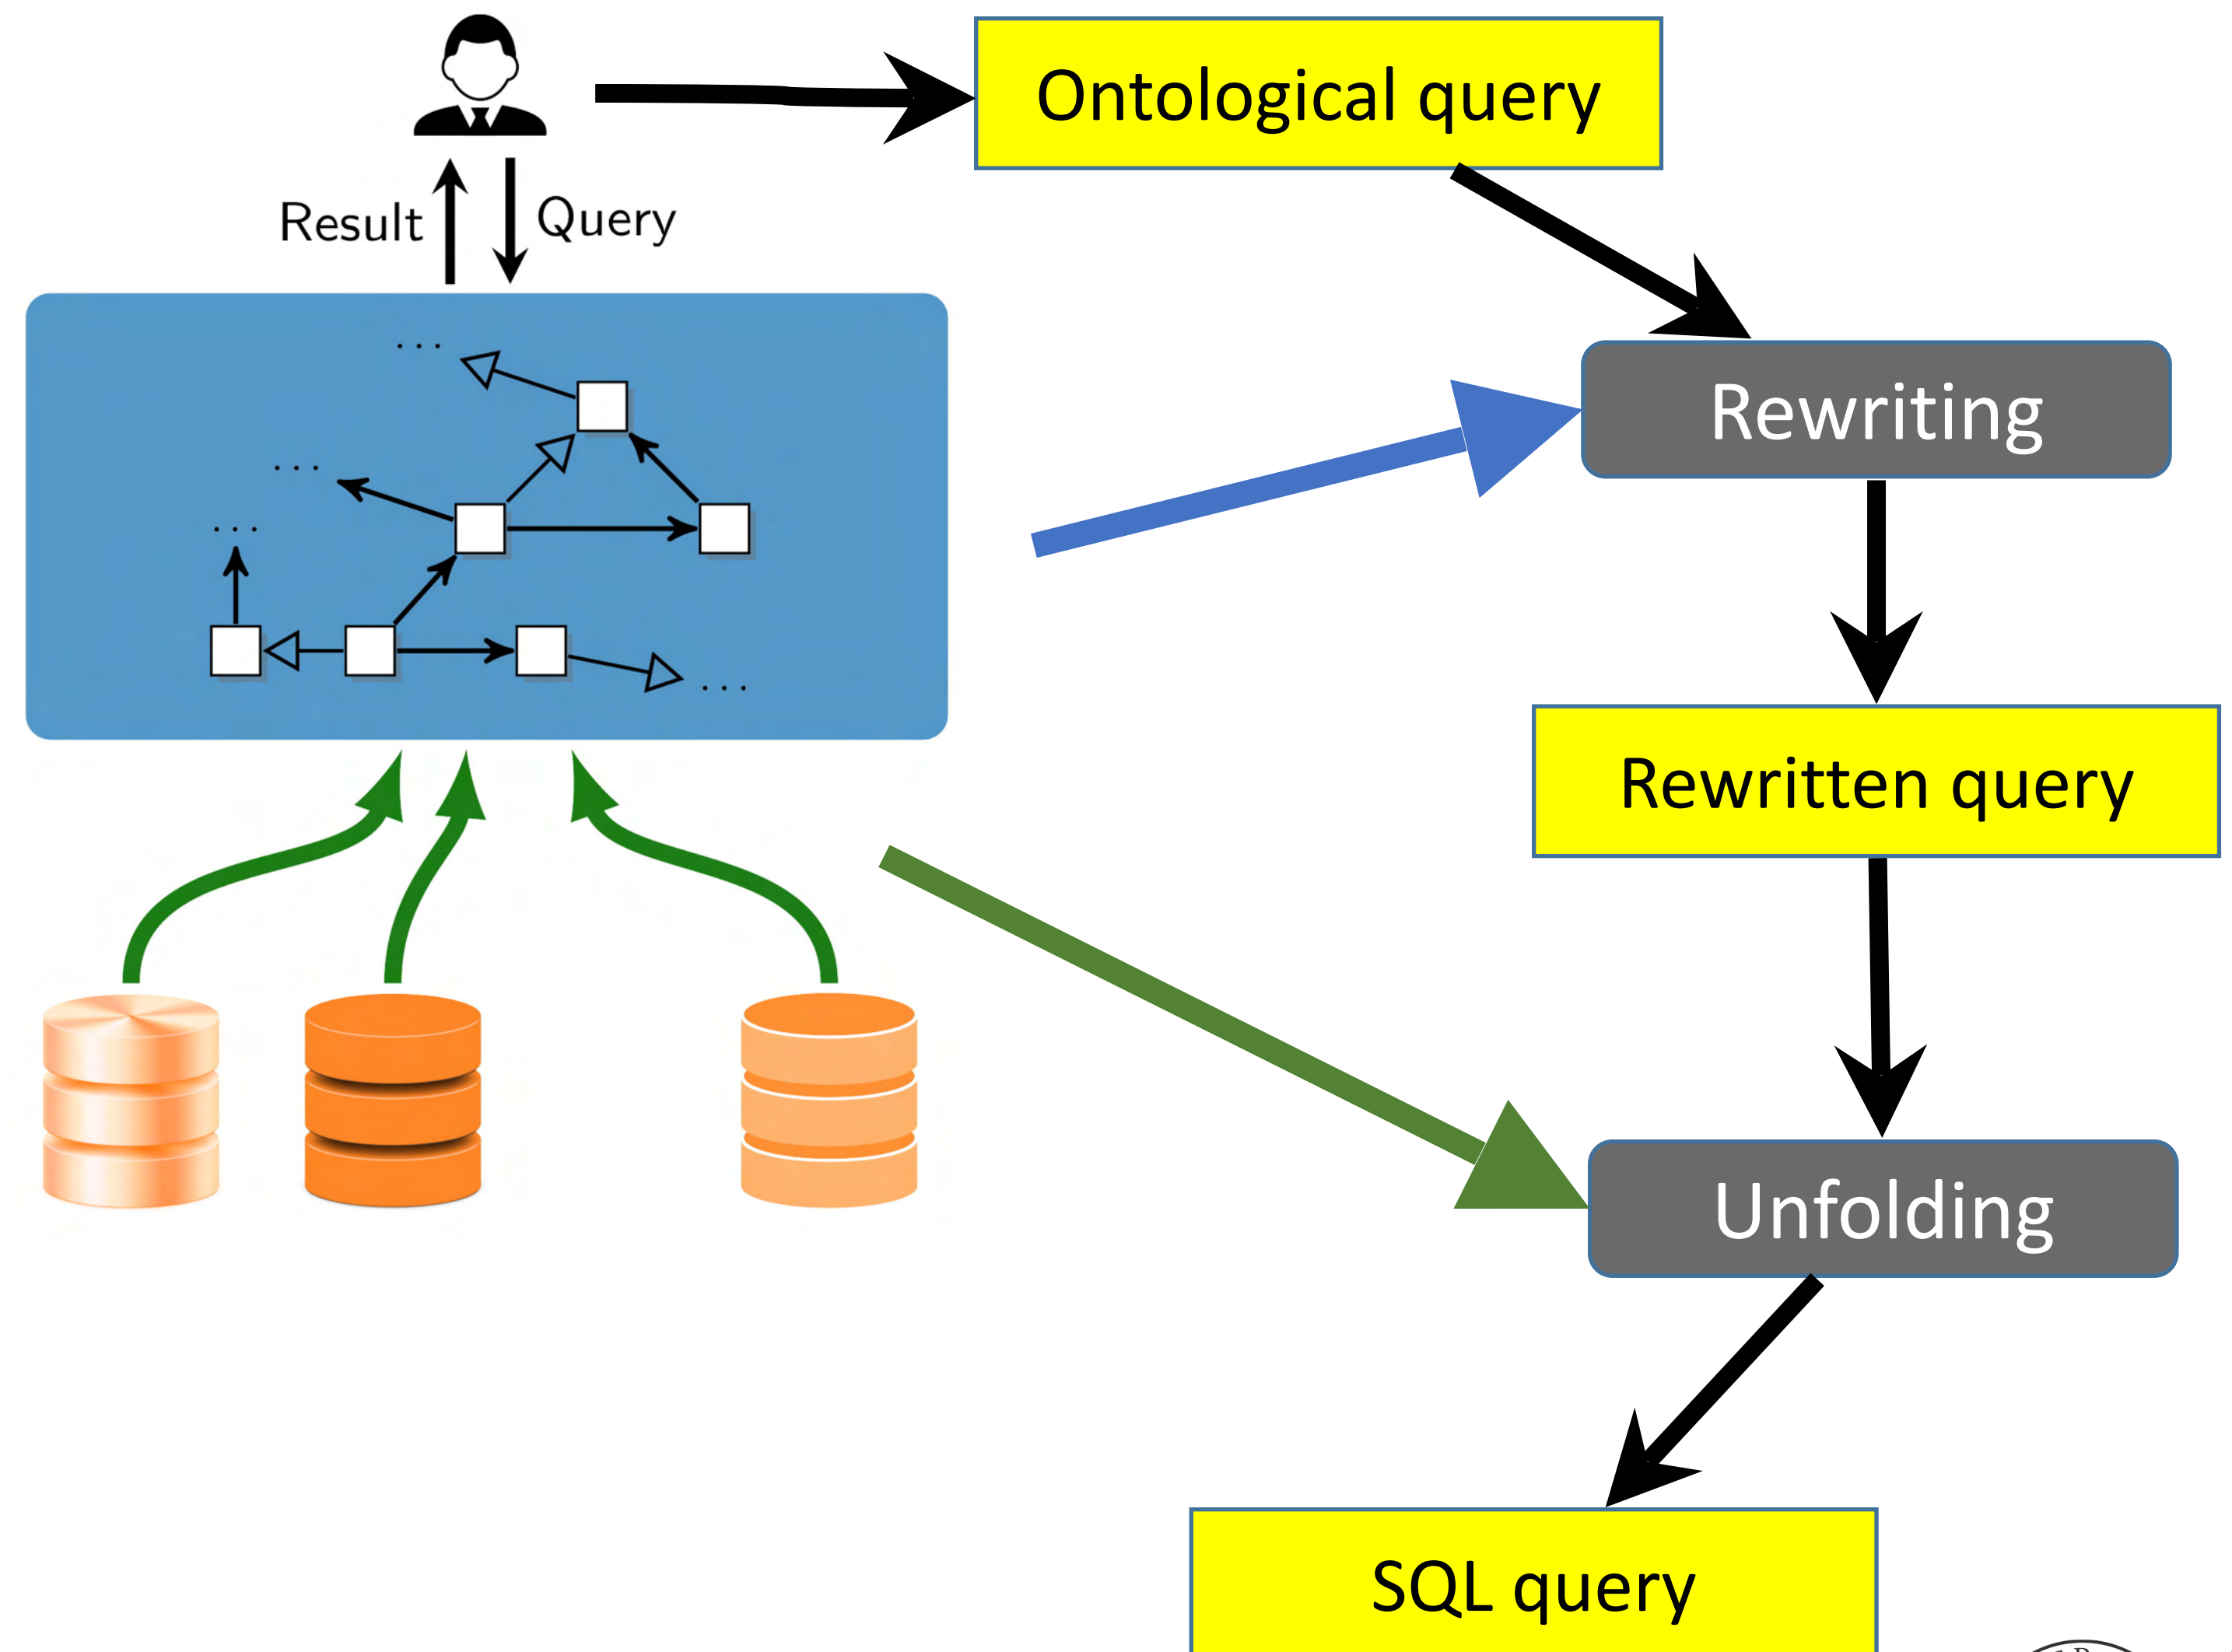 Ontological query
Result
Query
. . .
Rewriting
. . .
. . .
. . .
Rewritten query
Unfolding
SQL query